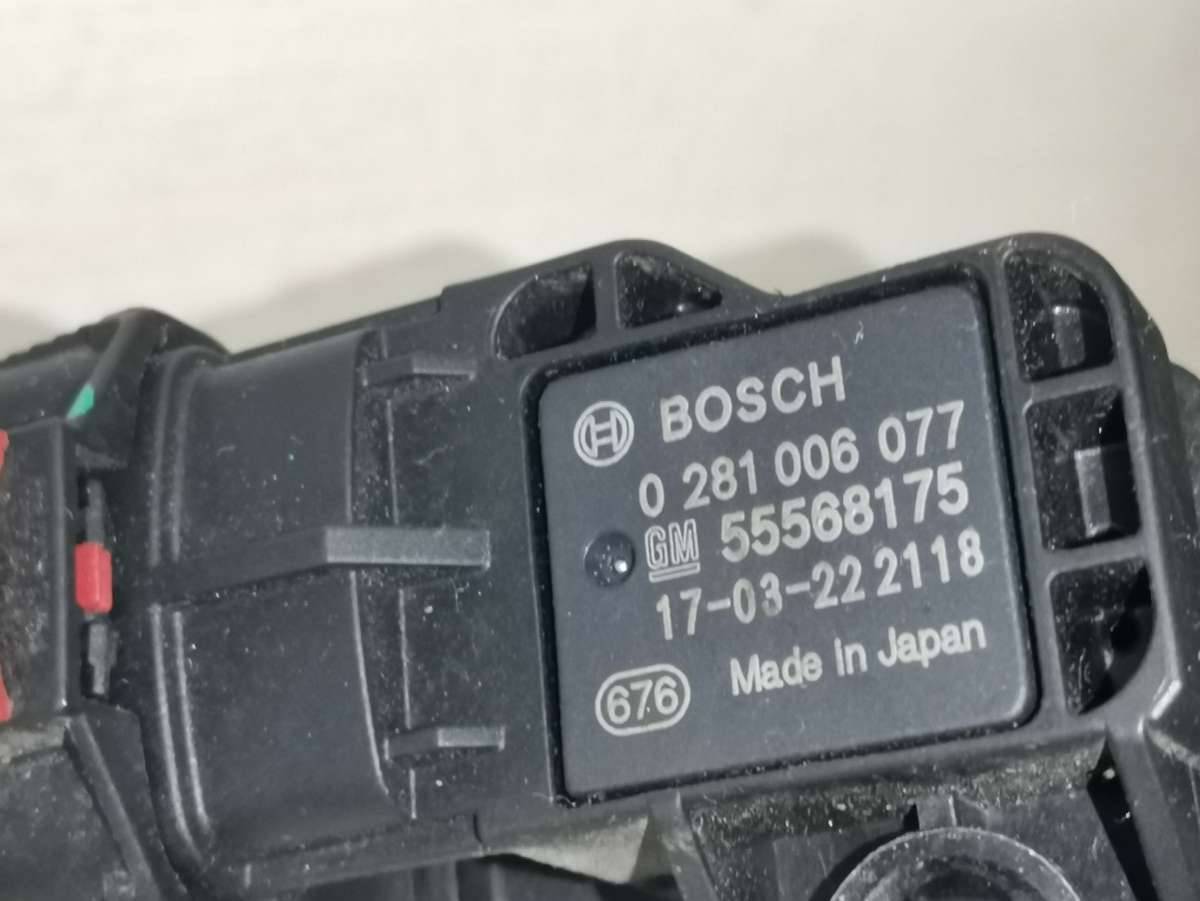 BOSCH
0 281 006 077
GM 55568175
17-03-22 2118
Made in Japan
676